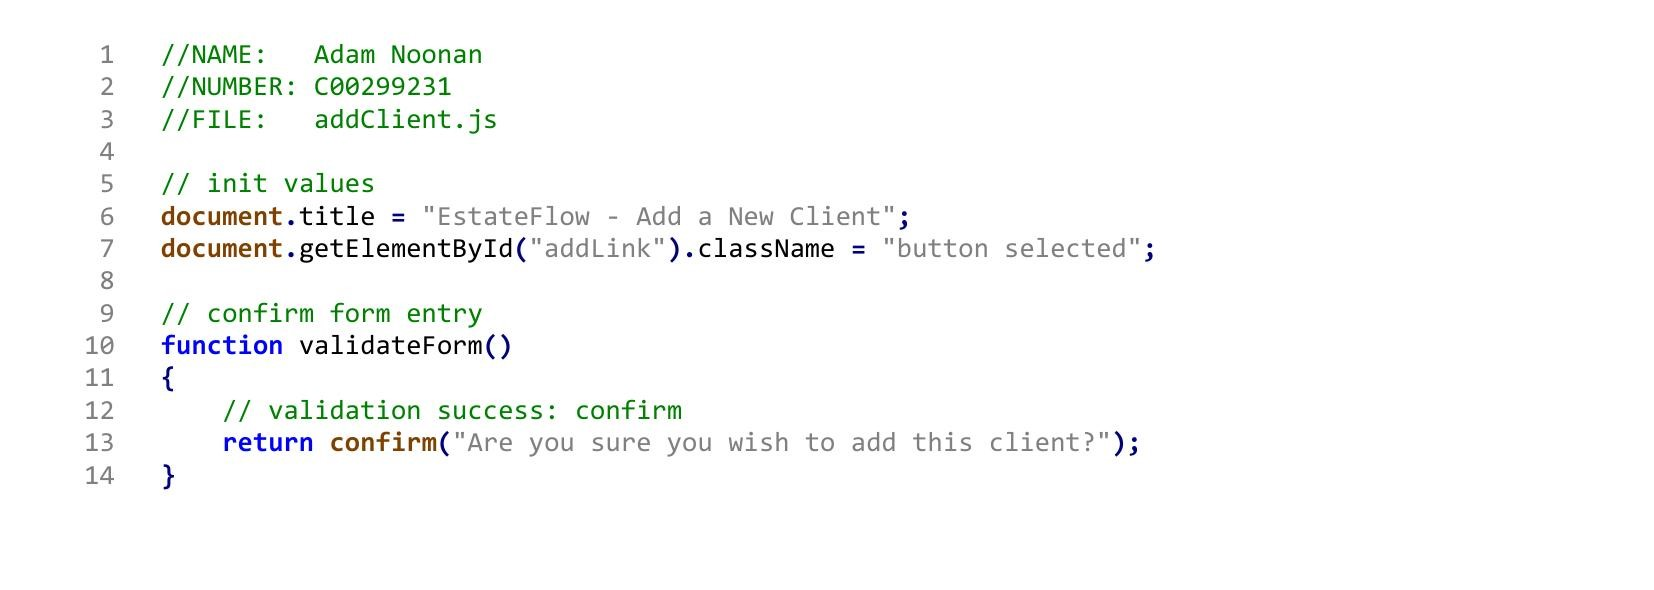 1 //NAME:   Adam Noonan
2 //NUMBER: C00299231
3 //FILE:   addClient.js
4
5 // init values
6 document.title = "EstateFlow - Add a New Client";
7 document.getElementById("addLink").className = "button selected";
8
9 // confirm form entry
10 function validateForm()
11 {
12     // validation success: confirm
13     return confirm("Are you sure you wish to add this client?");
14 }